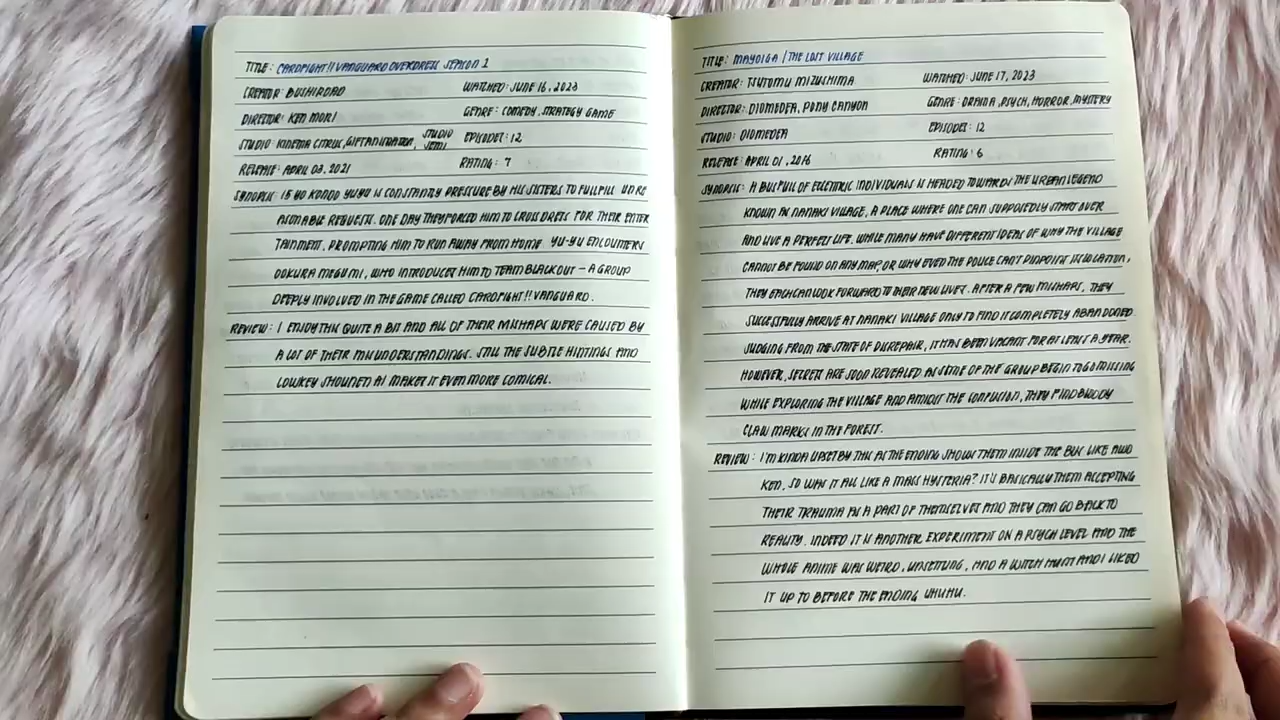 TITLE: CARDFIGHT!! VANGUARD OVERDRESS SEASON 1
CREATOR: BUSHIROAD WATCHED: JUNE 16, 2023
DIRECTOR: KEN MORI GENRE: COMEDY, STRATEGY GAME
STUDIO: KINEMA CITRUS, GIFTANIMATION, STUDIO JEMI EPISODES: 12
RELEASE: APRIL 03, 2021 RATING: 7
SYNOPSIS: 15 YO KONDO YUYU IS CONSTANTLY PRESSURE BY HIS SISTERS TO FULLFILL UNRE
ASONABLE REQUESTS. ONE DAY THEY FORCED HIM TO CROSS DRESS FOR THEIR ENTER
TAINMENT, PROMPTING HIM TO RUN AWAY FROM HOME YU-YU ENCOUNTERS
OOKURA MEGUMI, WHO INTRODUCES HIM TO TEAM BLACKOUT - A GROUP
DEEPLY INVOLVED IN THE GAME CALLED CARDFIGHT!! VANGUARD.
REVIEW: I ENJOY THIS QUITE A BIT AND ALL OF THEIR MISHAPS WERE CAUSED BY
A LOT OF THEIR MISUNDERSTANDINGS. STILL THE SUBTLE HINTINGS AND
LOWKEY SHOUNEN AI MAKES IT EVEN MORE COMICAL.
TITLE: MAYOIGA / THE LOST VILLAGE
CREATOR: TSUTOMU MIZUSHIMA WATCHED: JUNE 17, 2023
DIRECTOR: DIOMEDEA, PONY CANYON GENRE: DRAMA, PSYCH, HORROR, MYSTERY
STUDIO: DIOMEDEA EPISODES: 12
RELEASE: APRIL 01, 2016 RATING: 6
SYNOPSIS: A BUS FULL OF ECCENTRIC INDIVIDUALS IS HEADED TOWARDS THE URBAN LEGEND
KNOWN AS NANAKI VILLAGE, A PLACE WHERE ONE CAN SUPPOSEDLY START OVER
AND LIVE A PERFECT LIFE. WHILE MANY HAVE DIFFERENT IDEAS OF WHY THE VILLAGE
CANNOT BE FOUND ON ANY MAP, OR WHY EVEN THE POLICE CAN'T PINPOINT ITS LOCATION,
THEY EACH CAN LOOK FORWARD TO THEIR NEW LIVES. AFTER A FEW MISHAPS, THEY
SUCCESSFULLY ARRIVE AT NANAKI VILLAGE ONLY TO FIND IT COMPLETELY ABANDONED.
JUDGING FROM THE STATE OF DISREPAIR, IT HAS BEEN VACANT FOR AT LEAST A YEAR.
HOWEVER, SECRETS ARE SOON REVEALED AS SOME OF THE GROUP BEGIN TO GO MISSING
WHILE EXPLORING THE VILLAGE AND AMIDST THE CONFUSION, THEY FIND BLOODY
CLAW MARKS IN THE FOREST.
REVIEW: I'M KINDA UPSET BY THIS AS THE ENDING SHOWS THEM INSIDE THE BUS LIKE AWO
KEN, SO WAS IT ALL LIKE A MASS HYSTERIA? IT'S BASICALLY THEM ACCEPTING
THEIR TRAUMA AS A PART OF THEMSELVES AND THEY CAN GO BACK TO
REALITY. INDEED IT IS ANOTHER EXPERIMENT ON A PSYCH LEVEL AND THE
WHOLE ANIME WAS WEIRD, UNSETTLING, AND A WITCH HUNT AND I LIKED
IT UP TO BEFORE THE ENDING UHUHU.